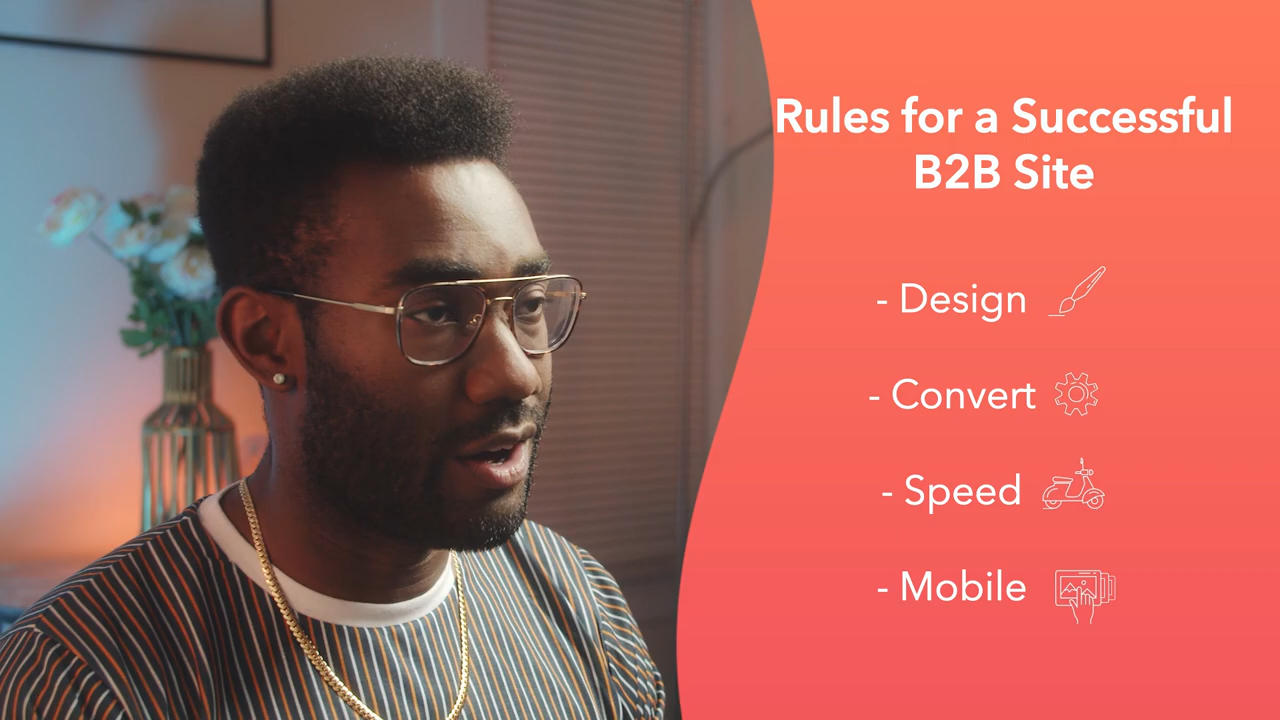 Rules for a Successful
B2B Site
- Design
- Convert
- Speed
- Mobile